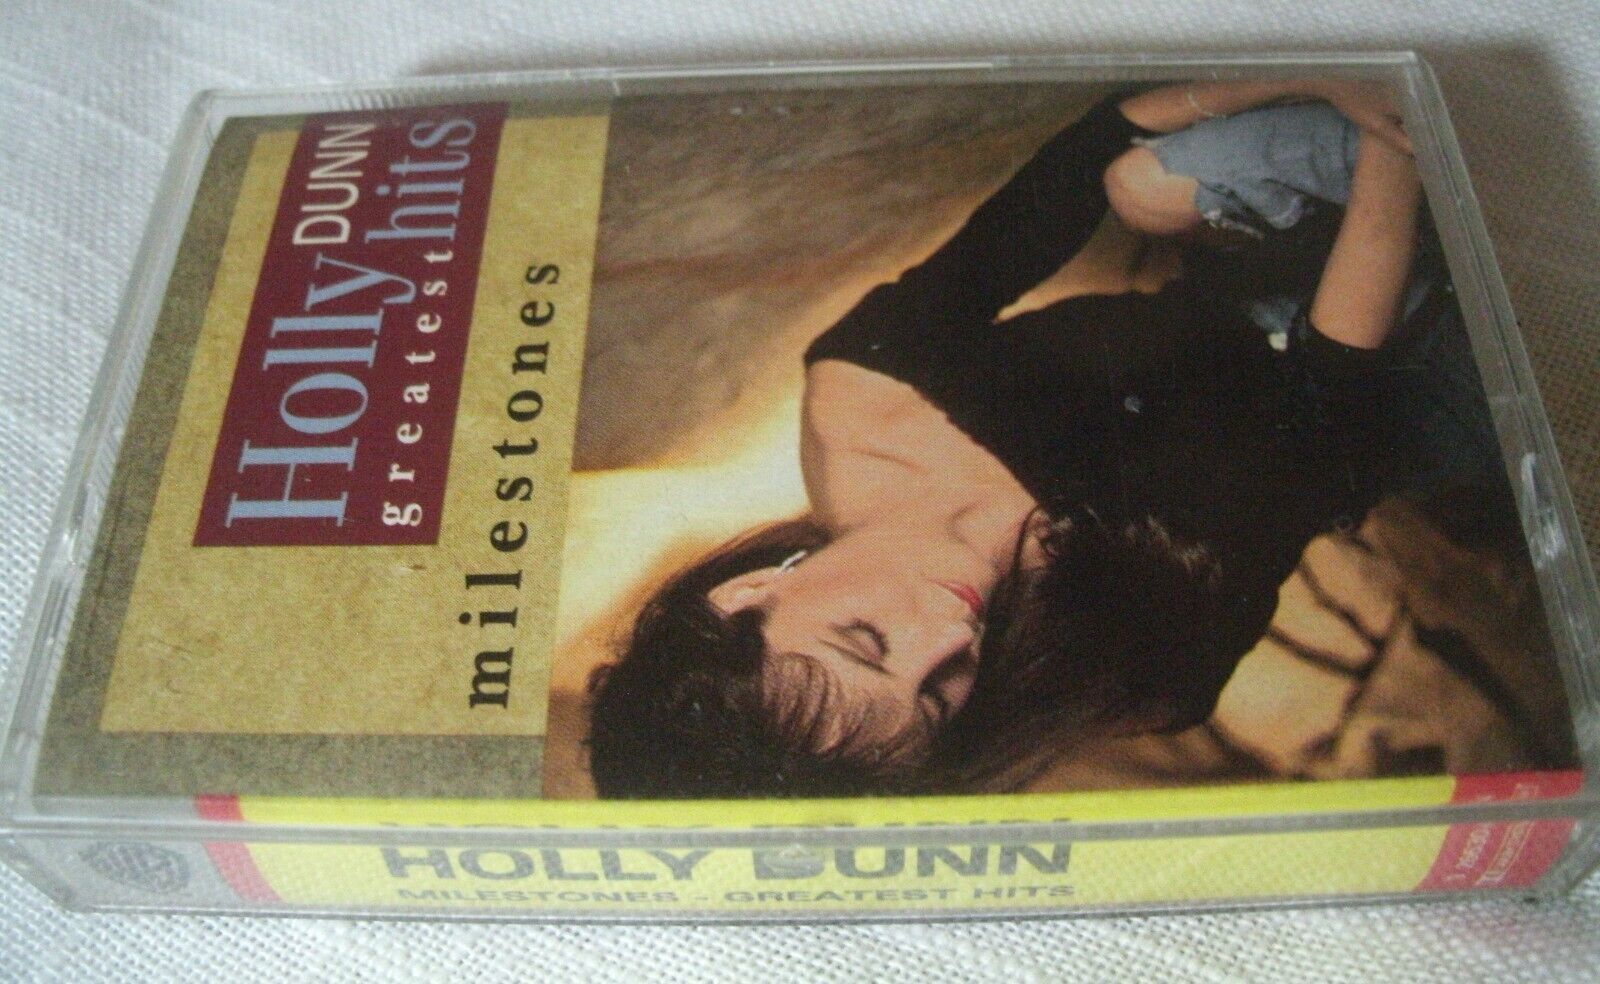 Holly DUNN
greatest hits
milestones
HOLLY DUNN
MILESTONES - GREATEST HITS